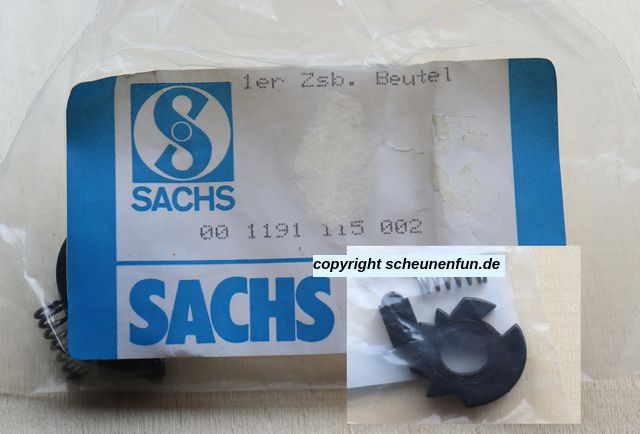 1er Zsb. Beutel
SACHS
00 1191 115 002
SACHS
copyright scheunenfun.de